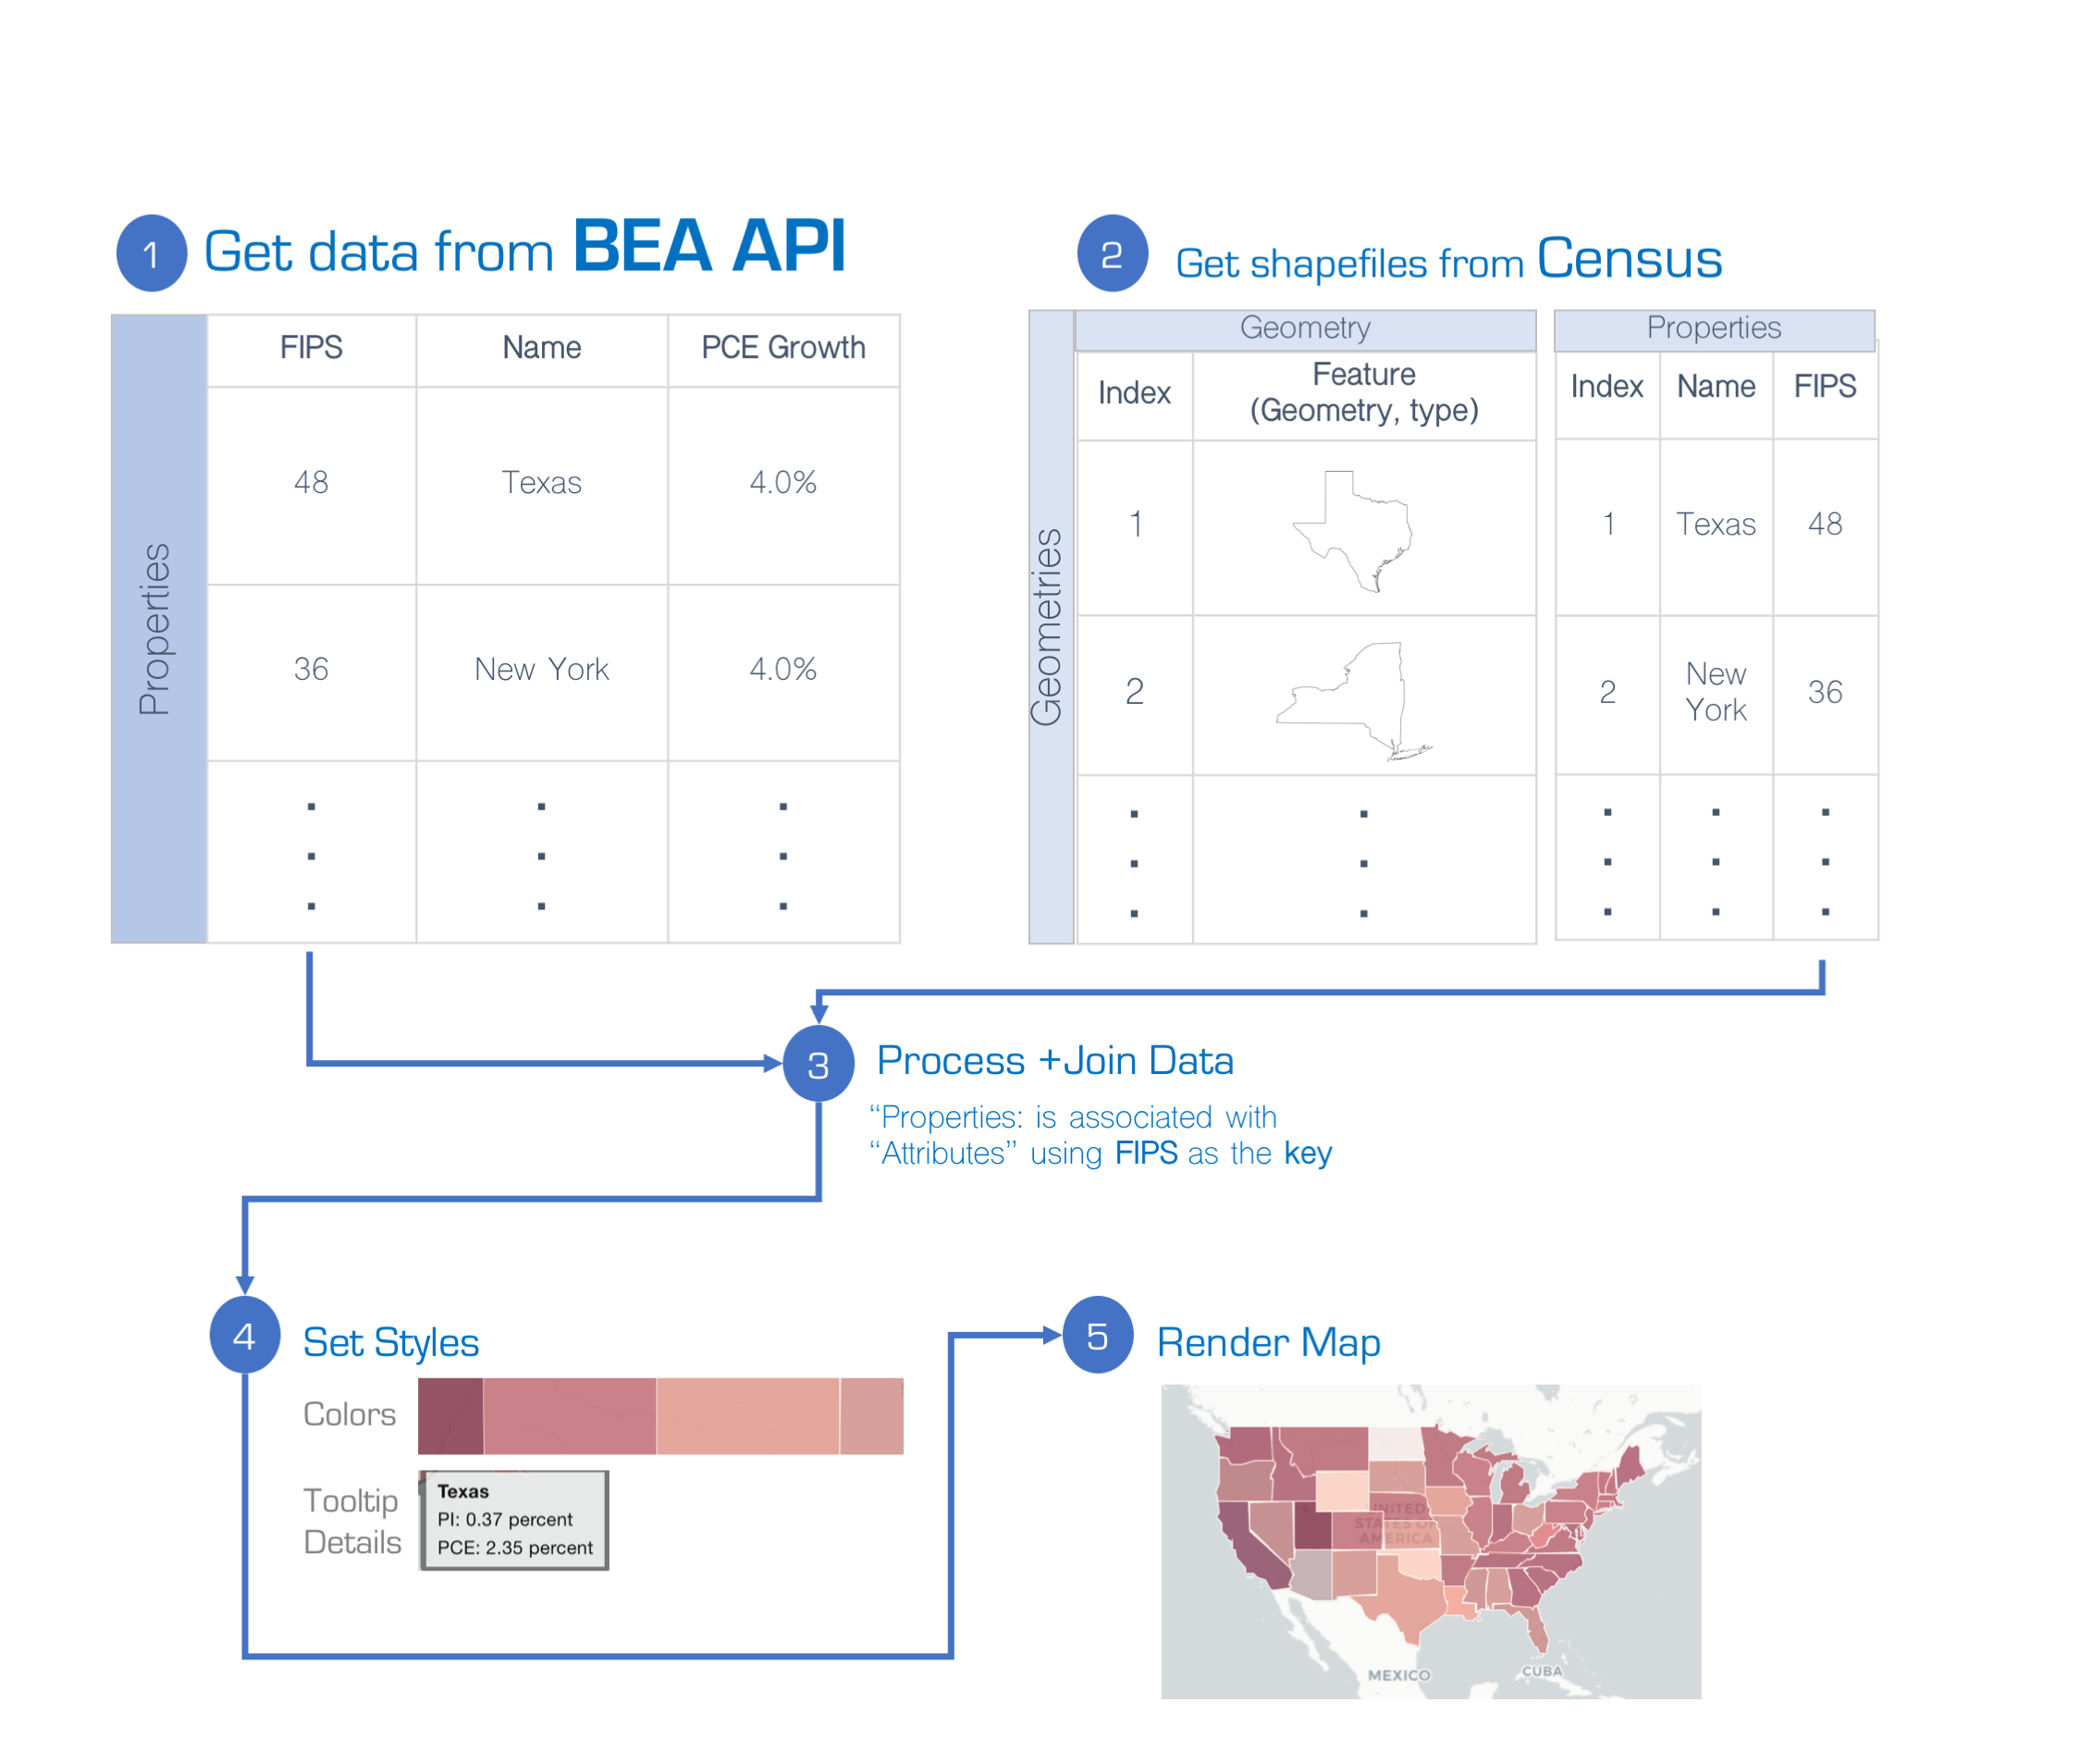 1 Get data from BEA API
Properties
FIPS Name PCE Growth
48 Texas 4.0%
36 New York 4.0%
2 Get shapefiles from Census
Geometries
Geometry
Index Feature
(Geometry, type)
1
2
Properties
Index Name FIPS
1 Texas 48
2 New
York 36
3 Process +Join Data
“Properties: is associated with
“Attributes” using FIPS as the key
4 Set Styles
Colors
Tooltip
Details
Texas
PI: 0.37 percent
PCE: 2.35 percent
5 Render Map
UNITED
STATES OF
AMERICA
MEXICO
CUBA